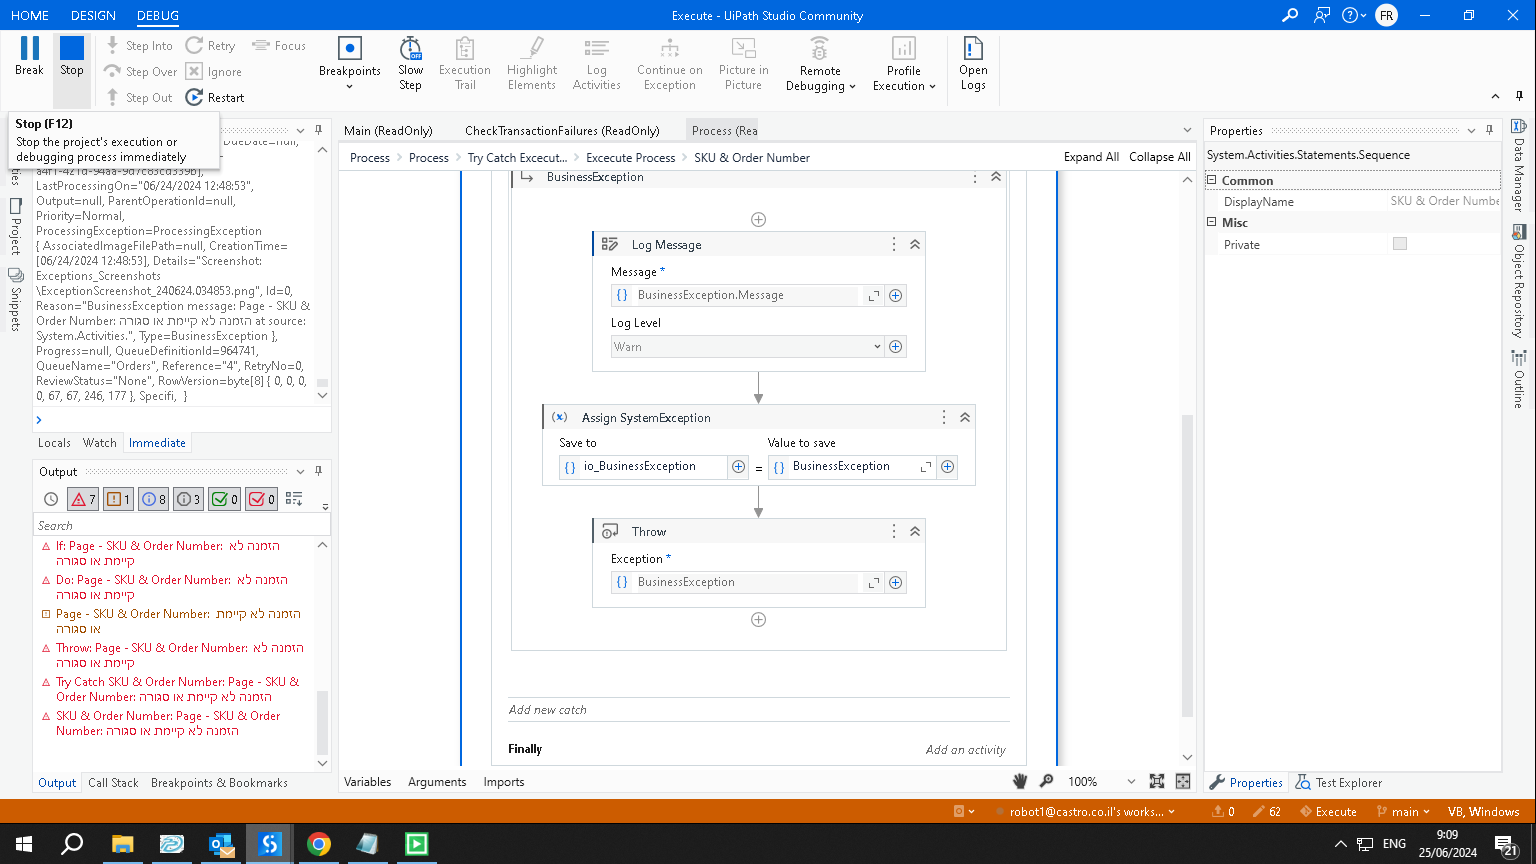 HOME DESIGN DEBUG
Execute - UiPath Studio Community
FR
Break
Stop
Step Into
Step Over
Step Out
Retry
Ignore
Restart
Focus
Breakpoints
Slow Step
Execution Trail
Highlight Elements
Log Activities
Continue on Exception
Picture in Picture
Remote Debugging
Profile Execution
Open Logs
Stop (F12)
Stop the project's execution or
debugging process immediately
LastProcessingOn="06/24/2024 12:48:53",
Output=null, ParentOperationId=null,
Priority=Normal,
ProcessingException=ProcessingException
{ AssociatedImageFilePath=null, CreationTime=
[06/24/2024 12:48:53], Details="Screenshot:
Exceptions_Screenshots
\ExceptionScreenshot_240624.034853.png", Id=0,
Reason="BusinessException message: Page - SKU &
Order Number: הזמנה לא קיימת או סגורה at source:
System.Activities.", Type=BusinessException },
Progress=null, QueueDefinitionId=964741,
QueueName="Orders", Reference="4", RetryNo=0,
ReviewStatus="None", RowVersion=byte[8] { 0, 0, 0,
0, 67, 67, 246, 177 }, Specifi, }
Project
Snippets
Locals Watch Immediate
Output
7 1 8 3 0 0
Search
If: Page - SKU & Order Number: הזמנה לא
קיימת או סגורה
Do: Page - SKU & Order Number: הזמנה לא
קיימת או סגורה
Page - SKU & Order Number: הזמנה לא קיימת
או סגורה
Throw: Page - SKU & Order Number: הזמנה לא
קיימת או סגורה
Try Catch SKU & Order Number: Page - SKU &
Order Number: הזמנה לא קיימת או סגורה
SKU & Order Number: Page - SKU & Order
Number: הזמנה לא קיימת או סגורה
Output Call Stack Breakpoints & Bookmarks
Main (ReadOnly) CheckTransactionFailures (ReadOnly) Process (Rea
Process Process Try Catch Excecut... Excecute Process SKU & Order Number
Expand All Collapse All
BusinessException
Log Message
Message *
BusinessException.Message
Log Level
Warn
Assign SystemException
Save to Value to save
io_BusinessException = BusinessException
Throw
Exception *
BusinessException
Add new catch
Finally Add an activity
Variables Arguments Imports
100%
Properties
System.Activities.Statements.Sequence
Common
DisplayName SKU & Order Numbe
Misc
Private
Data Manager
Object Repository
Outline
Properties Test Explorer
robot1@castro.co.il's works... 0 62 Execute main VB, Windows
ENG
9:09
25/06/2024
21